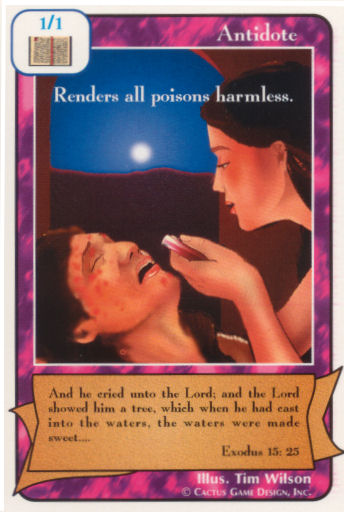 1/1
Antidote
Renders all poisons harmless.
And he cried unto the Lord; and the Lord
showed him a tree, which when he had cast
into the waters, the waters were made
sweet....
Exodus 15: 25
Illus. Tim Wilson
© Cactus Game Design, Inc.